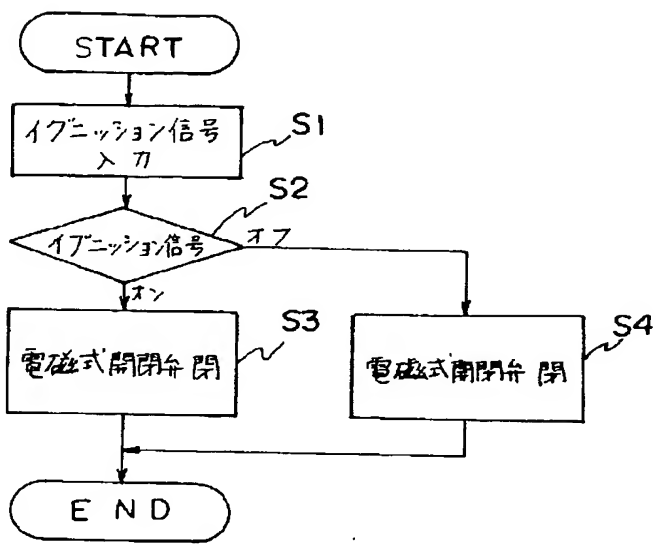 START
イグニッション信号
入力
S1
S2
イグニッション信号
オフ
オン
電磁式開閉弁 閉
S3
電磁式開閉弁 閉
S4
END